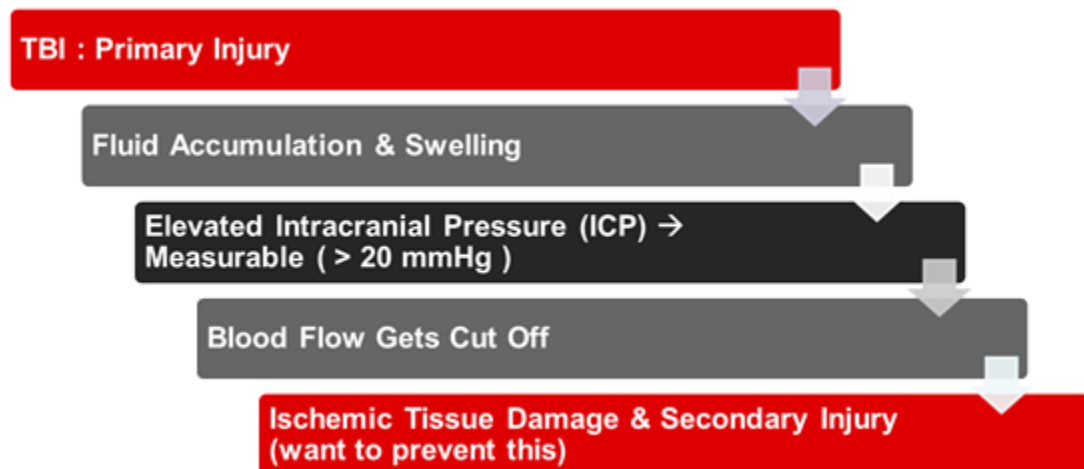 TBI : Primary Injury
Fluid Accumulation & Swelling
Elevated Intracranial Pressure (ICP) →
Measurable ( > 20 mmHg )
Blood Flow Gets Cut Off
Ischemic Tissue Damage & Secondary Injury
(want to prevent this)